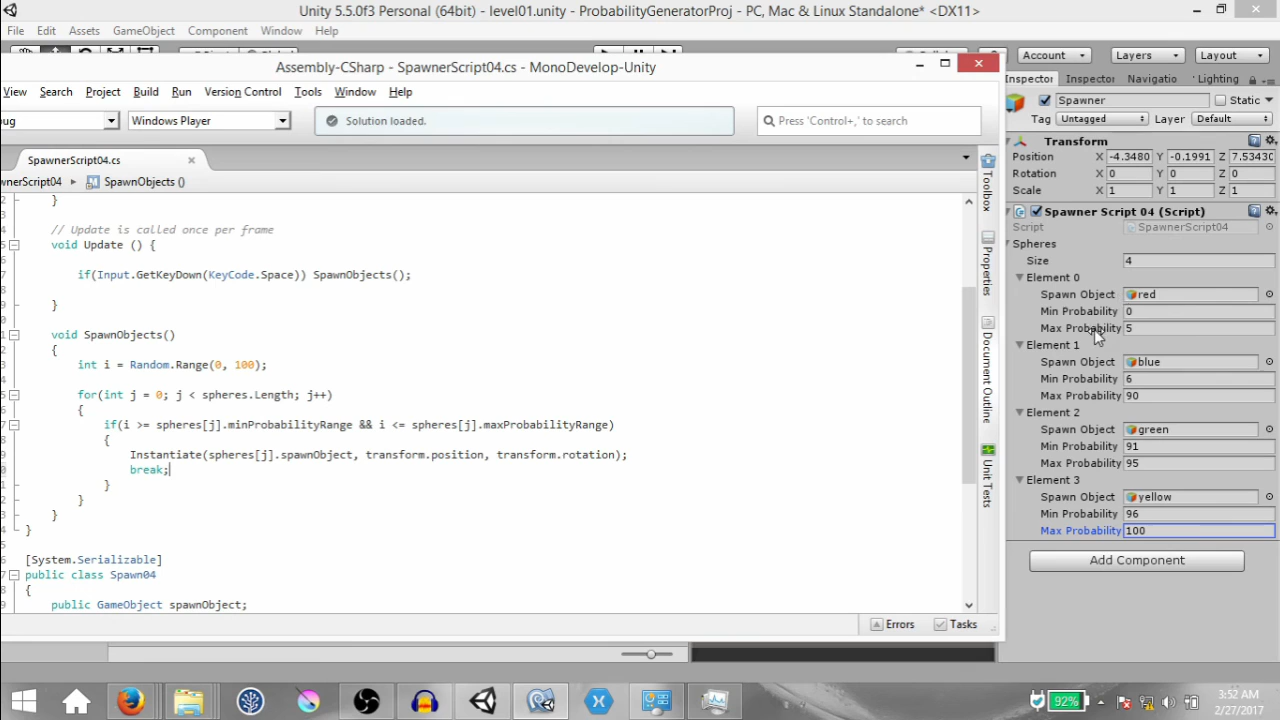 Unity 5.5.0f3 Personal (64bit) - level01.unity - ProbabilityGeneratorProj - PC, Mac & Linux Standalone* <DX11>
File Edit Assets GameObject Component Window Help
Account Layers Layout
Assembly-CSharp - SpawnerScript04.cs - MonoDevelop-Unity
View Search Project Build Run Version Control Tools Window Help
ug Windows Player Solution loaded. Press 'Control+,' to search
SpawnerScript04.cs
wnerScript04 SpawnObjects ()
}
// Update is called once per frame
void Update () {
if(Input.GetKeyDown(KeyCode.Space)) SpawnObjects();
}
void SpawnObjects()
{
int i = Random.Range(0, 100);
for(int j = 0; j < spheres.Length; j++)
{
if(i >= spheres[j].minProbabilityRange && i <= spheres[j].maxProbabilityRange)
{
Instantiate(spheres[j].spawnObject, transform.position, transform.rotation);
break;
}
}
}
}
[System.Serializable]
public class Spawn04
{
public GameObject spawnObject;
Toolbox
Properties
Document Outline
Unit Tests
Errors Tasks
Inspector Inspector Navigatio Lighting
Spawner Static
Tag Untagged Layer Default
Transform
Position X -4.3480 Y -0.1991 Z 7.5343
Rotation X 0 Y 0 Z 0
Scale X 1 Y 1 Z 1
Spawner Script 04 (Script)
Script SpawnerScript04
Spheres
Size 4
Element 0
Spawn Object red
Min Probability 0
Max Probability 5
Element 1
Spawn Object blue
Min Probability 6
Max Probability 90
Element 2
Spawn Object green
Min Probability 91
Max Probability 95
Element 3
Spawn Object yellow
Min Probability 96
Max Probability 100
Add Component
92%
3:52 AM
2/27/2017